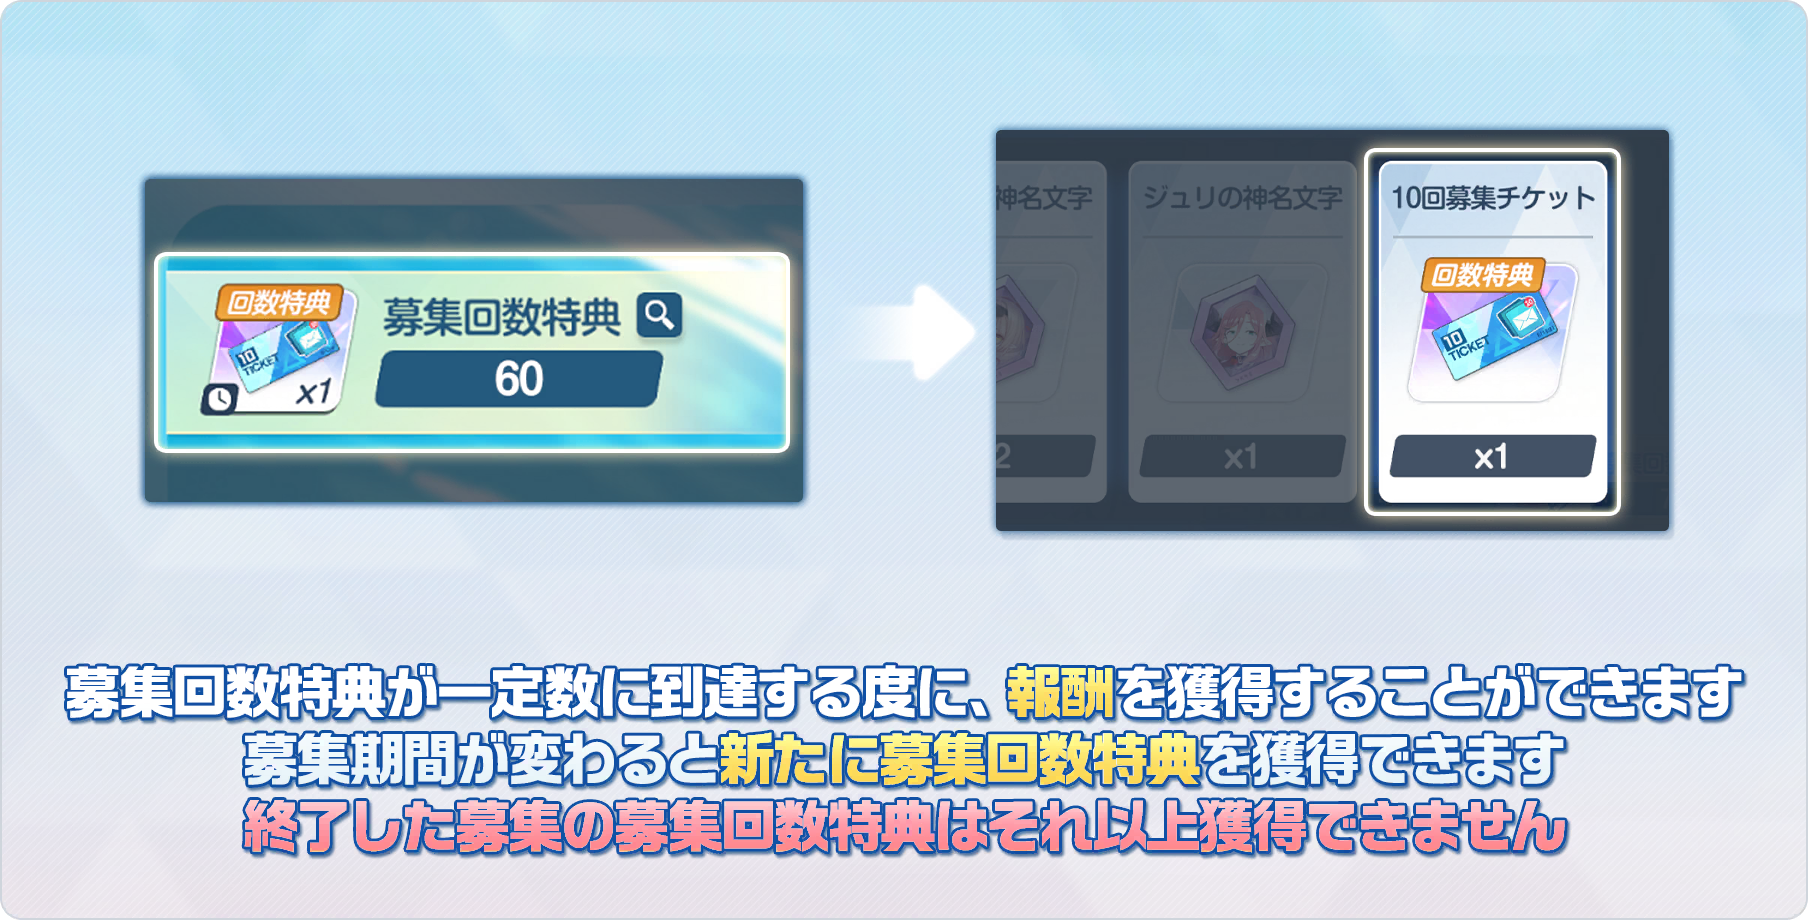 回数特典
10
TICKET
x1
募集回数特典
60
神名文字
2
ジュリの神名文字
x1
10回募集チケット
回数特典
10
TICKET
x1
募集回数特典が一定数に到達する度に、報酬を獲得することができます
募集期間が変わると新たに募集回数特典を獲得できます
終了した募集の募集回数特典はそれ以上獲得できません